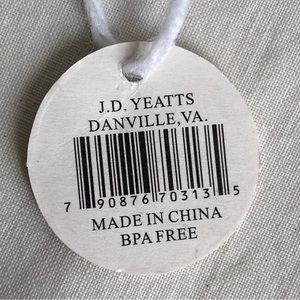 J.D. YEATTS
DANVILLE, VA.
7 90876 70313 5
MADE IN CHINA
BPA FREE